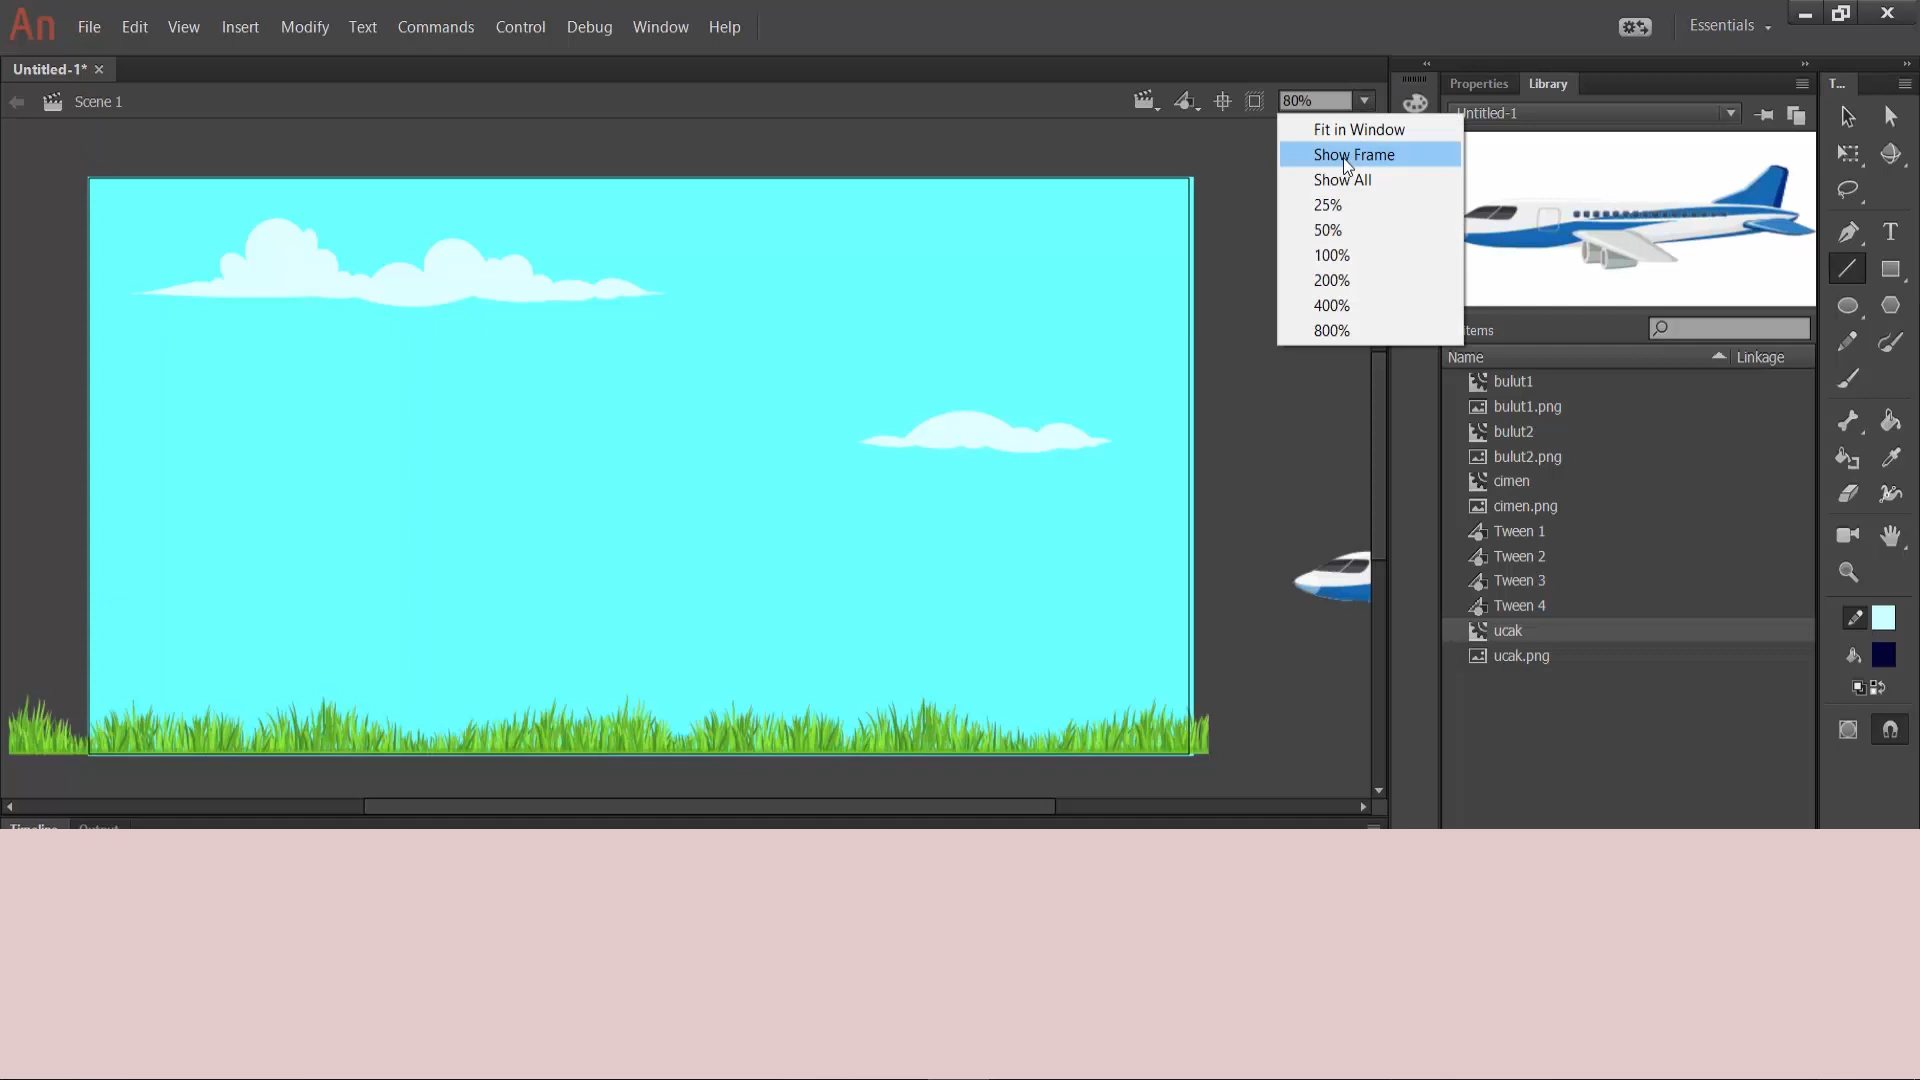 An File Edit View Insert Modify Text Commands Control Debug Window Help
Essentials
Untitled-1*
Properties Library
T...
Scene 1
80%
Untitled-1
Fit in Window
Show Frame
Show All
25%
50%
100%
200%
400%
800%
Items
Name Linkage
bulut1
bulut1.png
bulut2
bulut2.png
cimen
cimen.png
Tween 1
Tween 2
Tween 3
Tween 4
ucak
ucak.png
Timeline Output